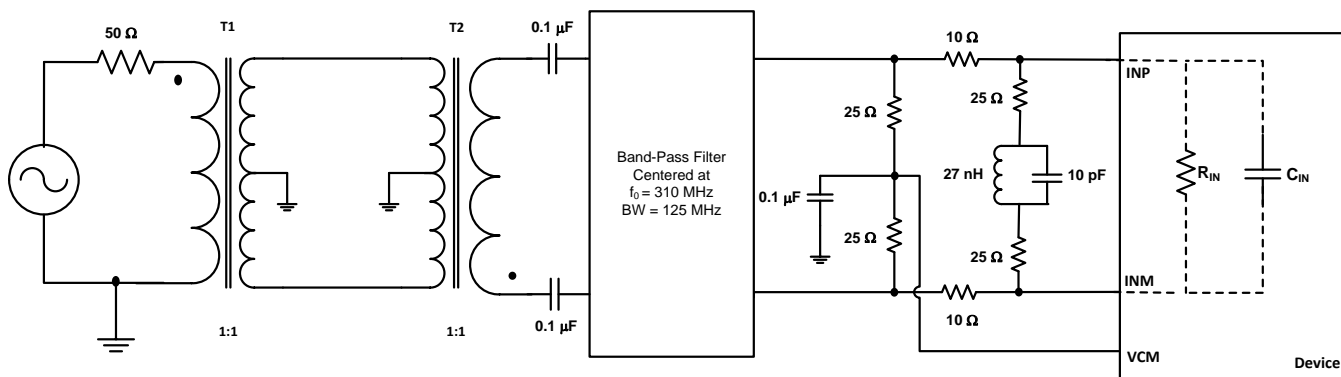 50 Ω
T1
T2
0.1 µF
0.1 µF
1:1
1:1
Band-Pass Filter
Centered at
f₀ = 310 MHz
BW = 125 MHz
10 Ω
25 Ω
25 Ω
0.1 µF
25 Ω
27 nH
10 pF
25 Ω
10 Ω
INP
INM
VCM
R_IN
C_IN
Device